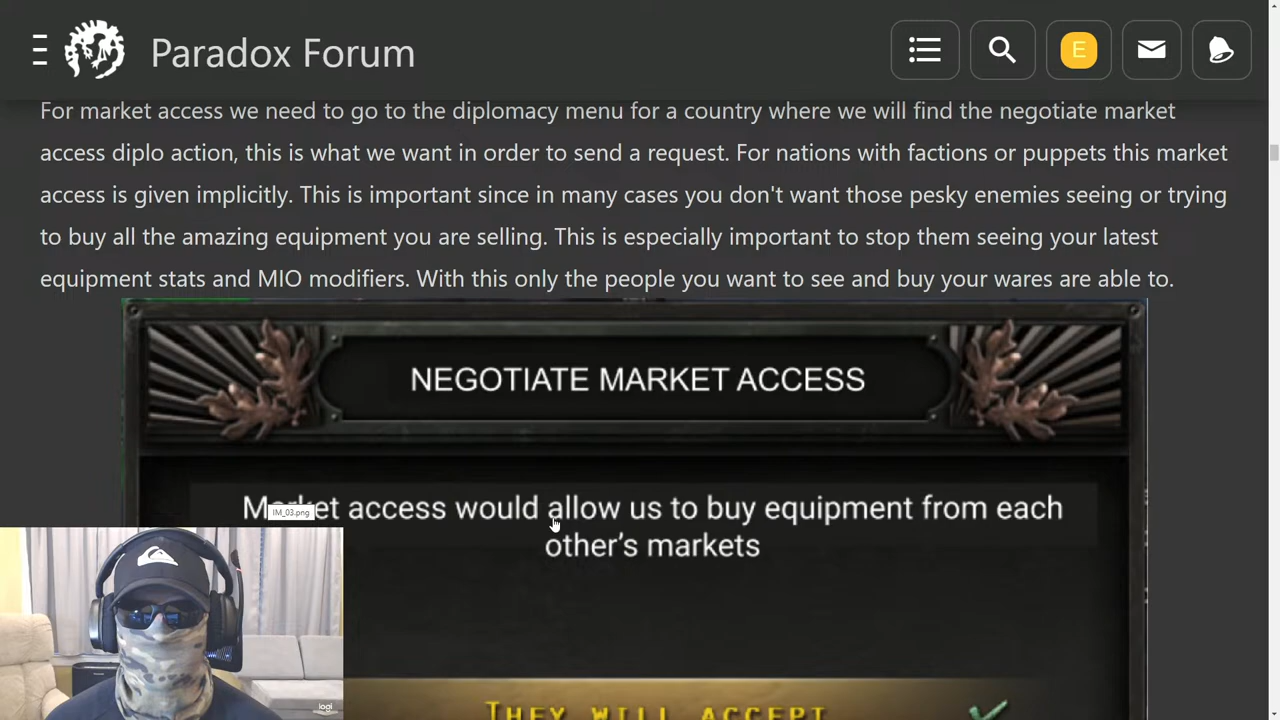 Paradox Forum
E
For market access we need to go to the diplomacy menu for a country where we will find the negotiate market
access diplo action, this is what we want in order to send a request. For nations with factions or puppets this market
access is given implicitly. This is important since in many cases you don't want those pesky enemies seeing or trying
to buy all the amazing equipment you are selling. This is especially important to stop them seeing your latest
equipment stats and MIO modifiers. With this only the people you want to see and buy your wares are able to.
NEGOTIATE MARKET ACCESS
Market access would allow us to buy equipment from each
other's markets
IM_03.png
THEY WILL ACCEPT
logi